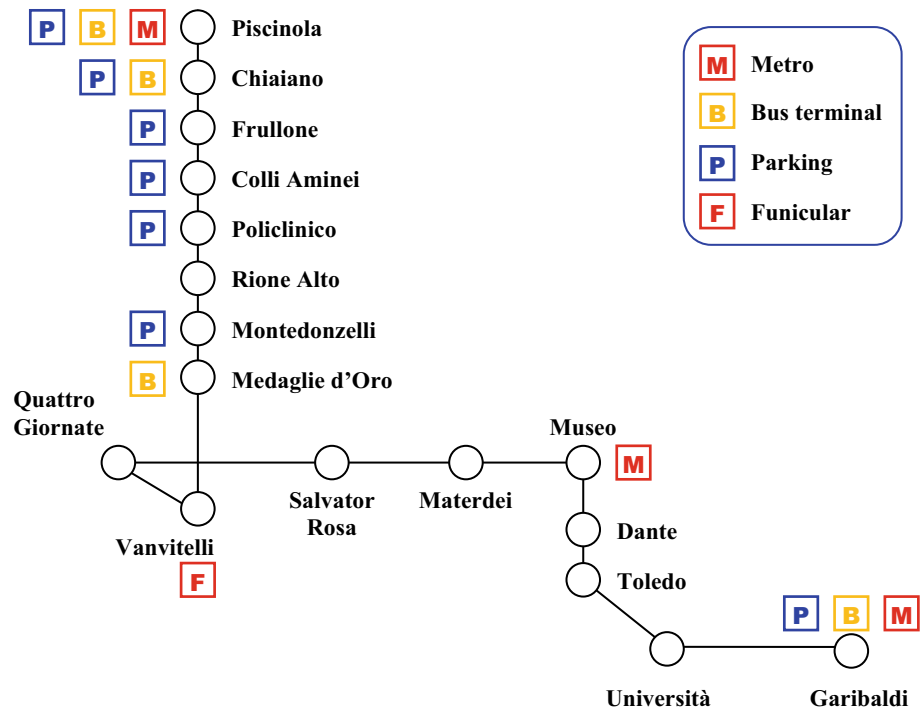 P B M Piscinola
P B Chiaiano
P Frullone
P Colli Aminei
P Policlinico
Rione Alto
P Montedonzelli
B Medaglie d’Oro
Quattro
Giornate
Vanvitelli
F
Salvator
Rosa
Materdei
Museo
M
Dante
Toledo
Università
P B M
Garibaldi
M Metro
B Bus terminal
P Parking
F Funicular